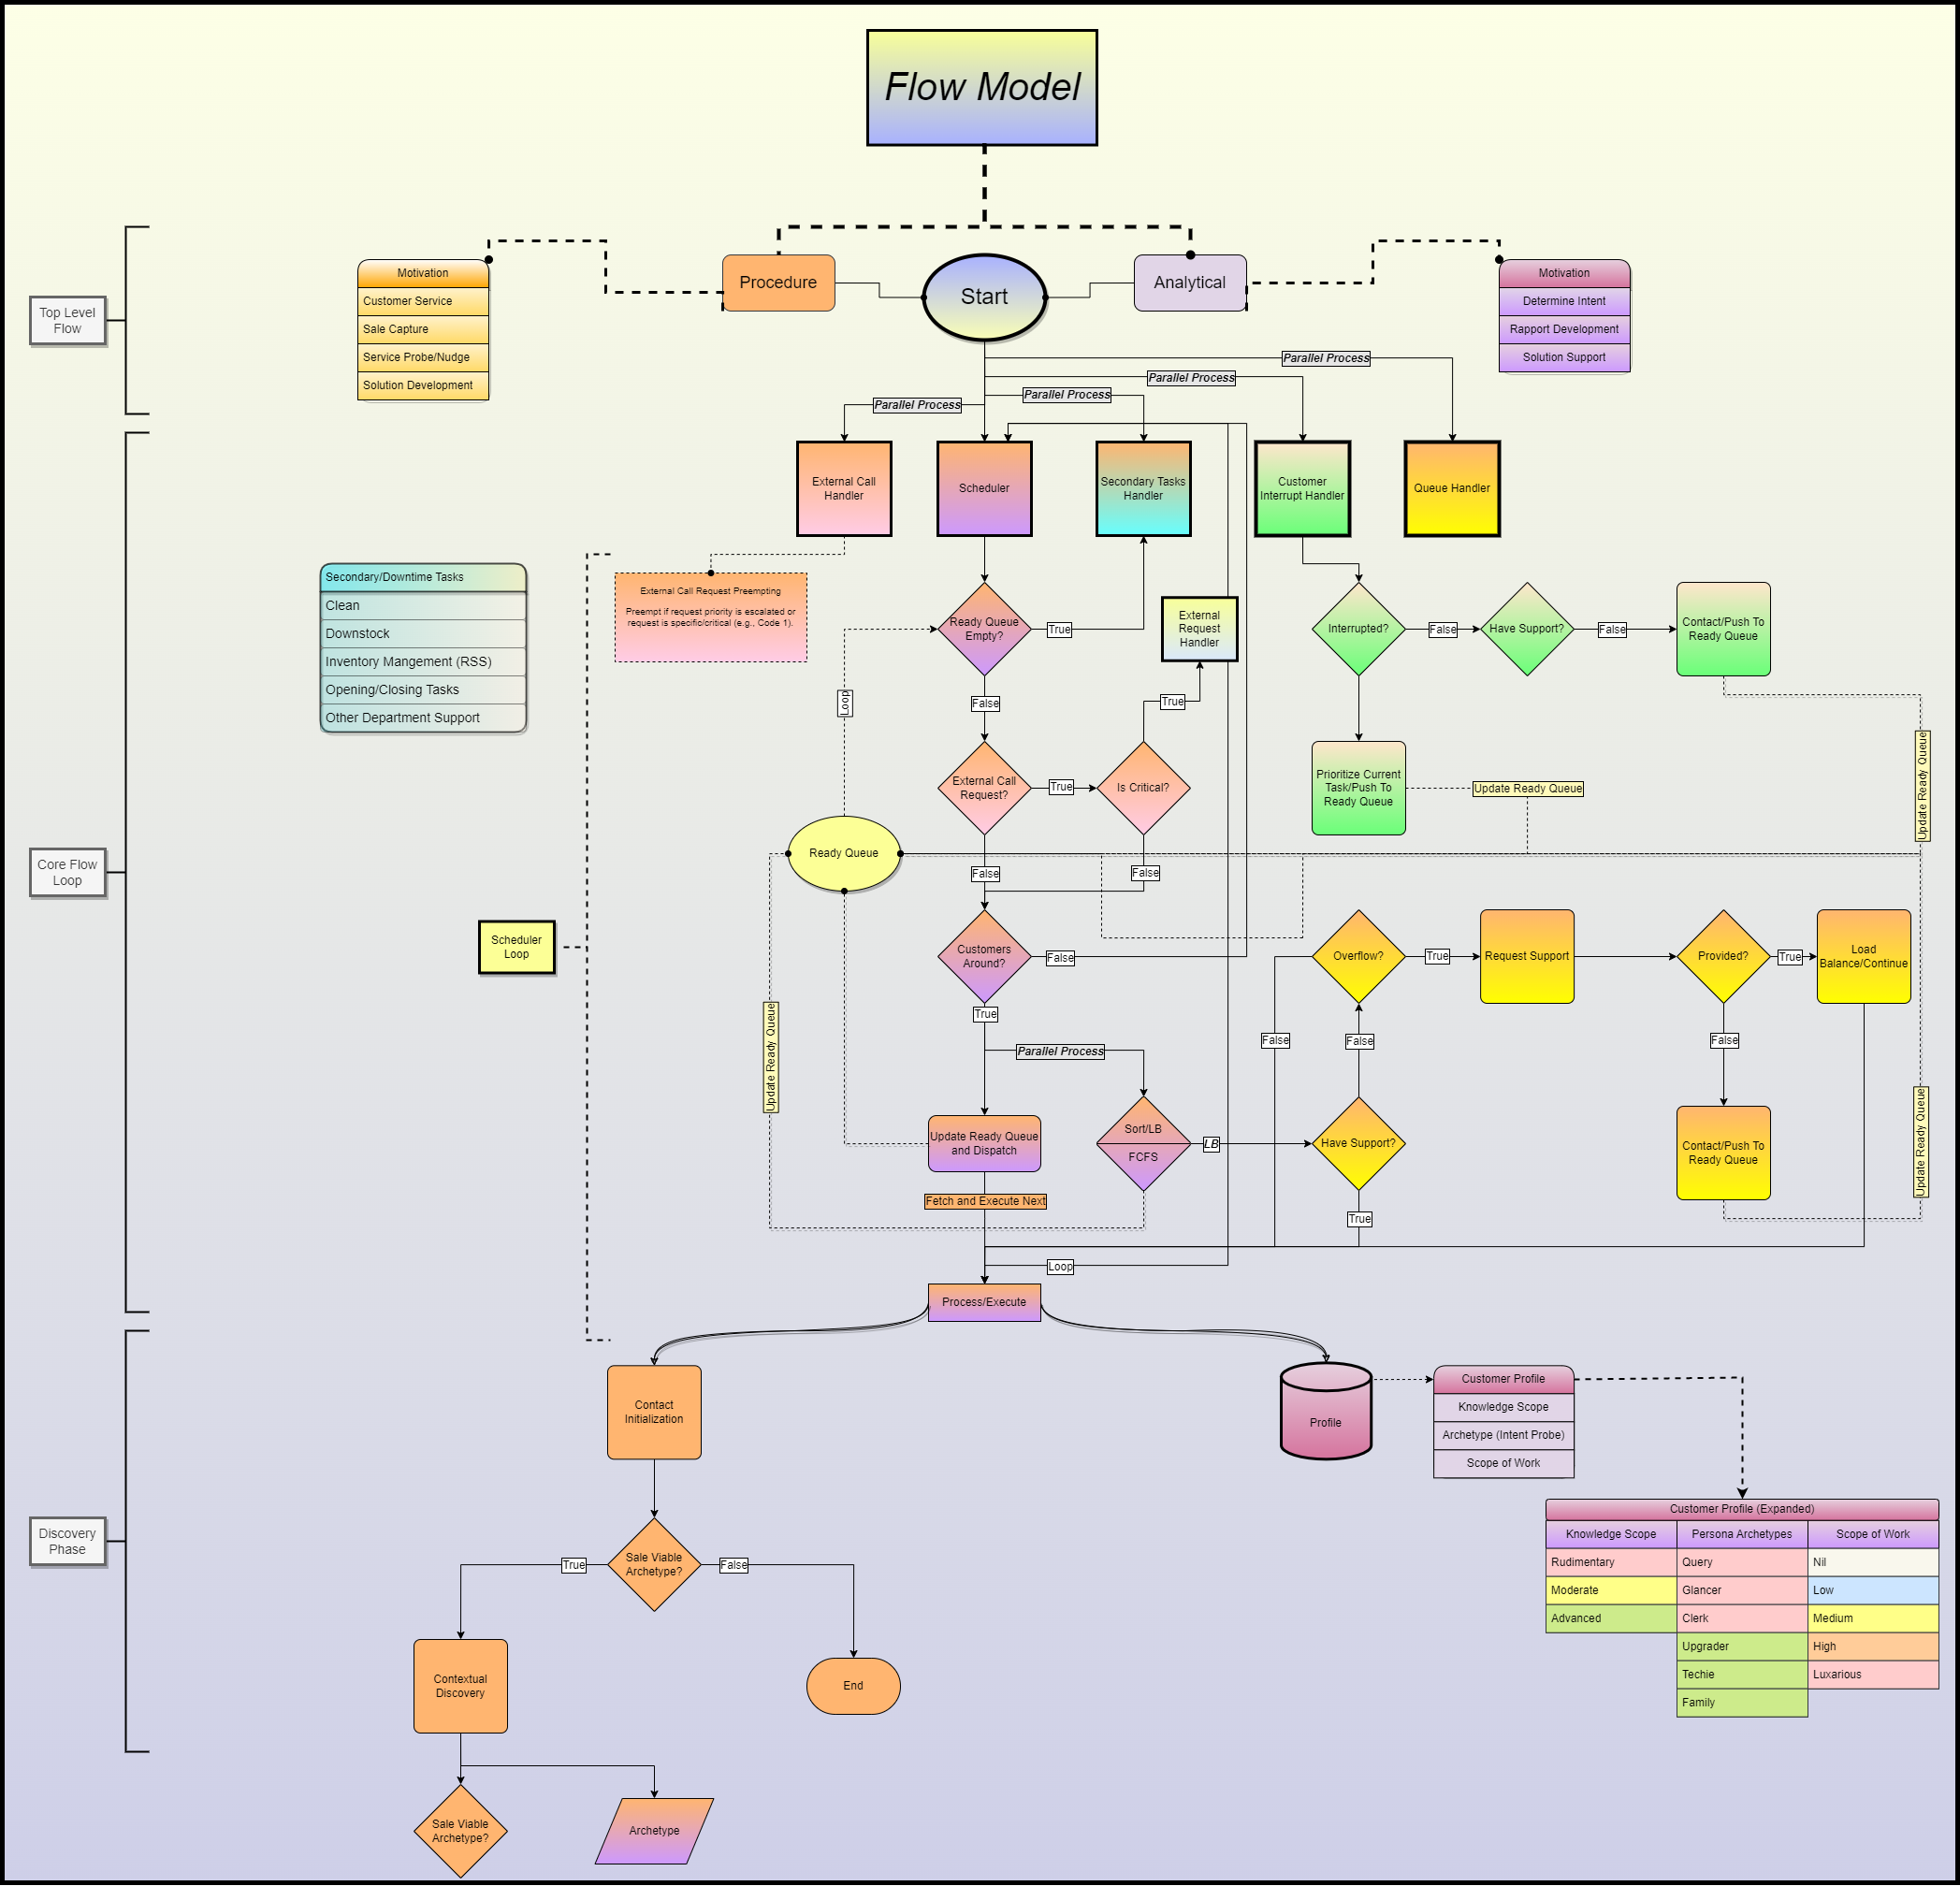 Flow Model
Procedure
Start
Analytical
Top Level
Flow
Motivation
Customer Service
Sale Capture
Service Probe/Nudge
Solution Development
Motivation
Determine Intent
Rapport Development
Solution Support
Parallel Process
Parallel Process
Parallel Process
Parallel Process
External Call
Handler
Scheduler
Secondary Tasks
Handler
Customer
Interrupt Handler
Queue Handler
Secondary/Downtime Tasks
Clean
Downstock
Inventory Mangement (RSS)
Opening/Closing Tasks
Other Department Support
External Call Request Preempting
Preempt if request priority is escalated or
request is specific/critical (e.g., Code 1).
Ready Queue
Empty?
True
External
Request
Handler
Interrupted?
False
Have Support?
False
Contact/Push To
Ready Queue
Loop
False
True
External Call
Request?
True
Is Critical?
Prioritize Current
Task/Push To
Ready Queue
Update Ready Queue
Update Ready Queue
Ready Queue
False
False
Core Flow
Loop
Scheduler
Loop
Customers
Around?
False
Overflow?
True
Request Support
Provided?
True
Load
Balance/Continue
True
False
False
False
Update Ready Queue
Parallel Process
Update Ready Queue
and Dispatch
Sort/LB
FCFS
LB
Have Support?
Contact/Push To
Ready Queue
Update Ready Queue
Fetch and Execute Next
True
Loop
Process/Execute
Contact
Initialization
Profile
Customer Profile
Knowledge Scope
Archetype (Intent Probe)
Scope of Work
Discovery
Phase
Sale Viable
Archetype?
True
False
Customer Profile (Expanded)
Knowledge Scope
Persona Archetypes
Scope of Work
Rudimentary
Query
Nil
Moderate
Glancer
Low
Advanced
Clerk
Medium
Upgrader
High
Techie
Luxarious
Family
Contextual
Discovery
End
Sale Viable
Archetype?
Archetype